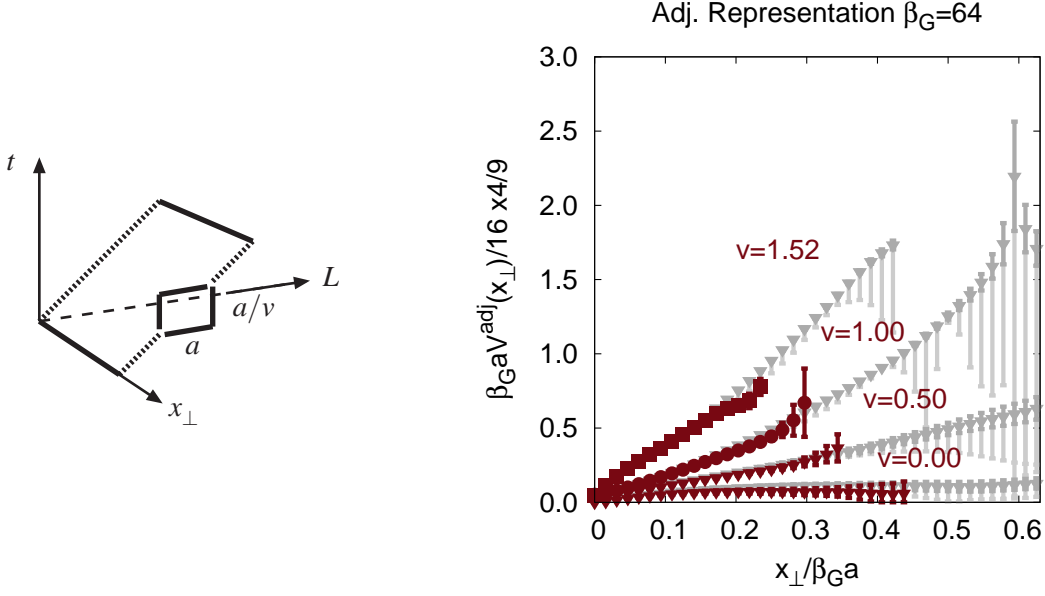 t
L
a/v
a
x⊥
Adj. Representation βG=64
βGaVadj(x⊥)/16 x4/9
3.0
2.5
2.0
1.5
1.0
0.5
0.0
v=1.52
v=1.00
v=0.50
v=0.00
0 0.1 0.2 0.3 0.4 0.5 0.6
x⊥/βGa